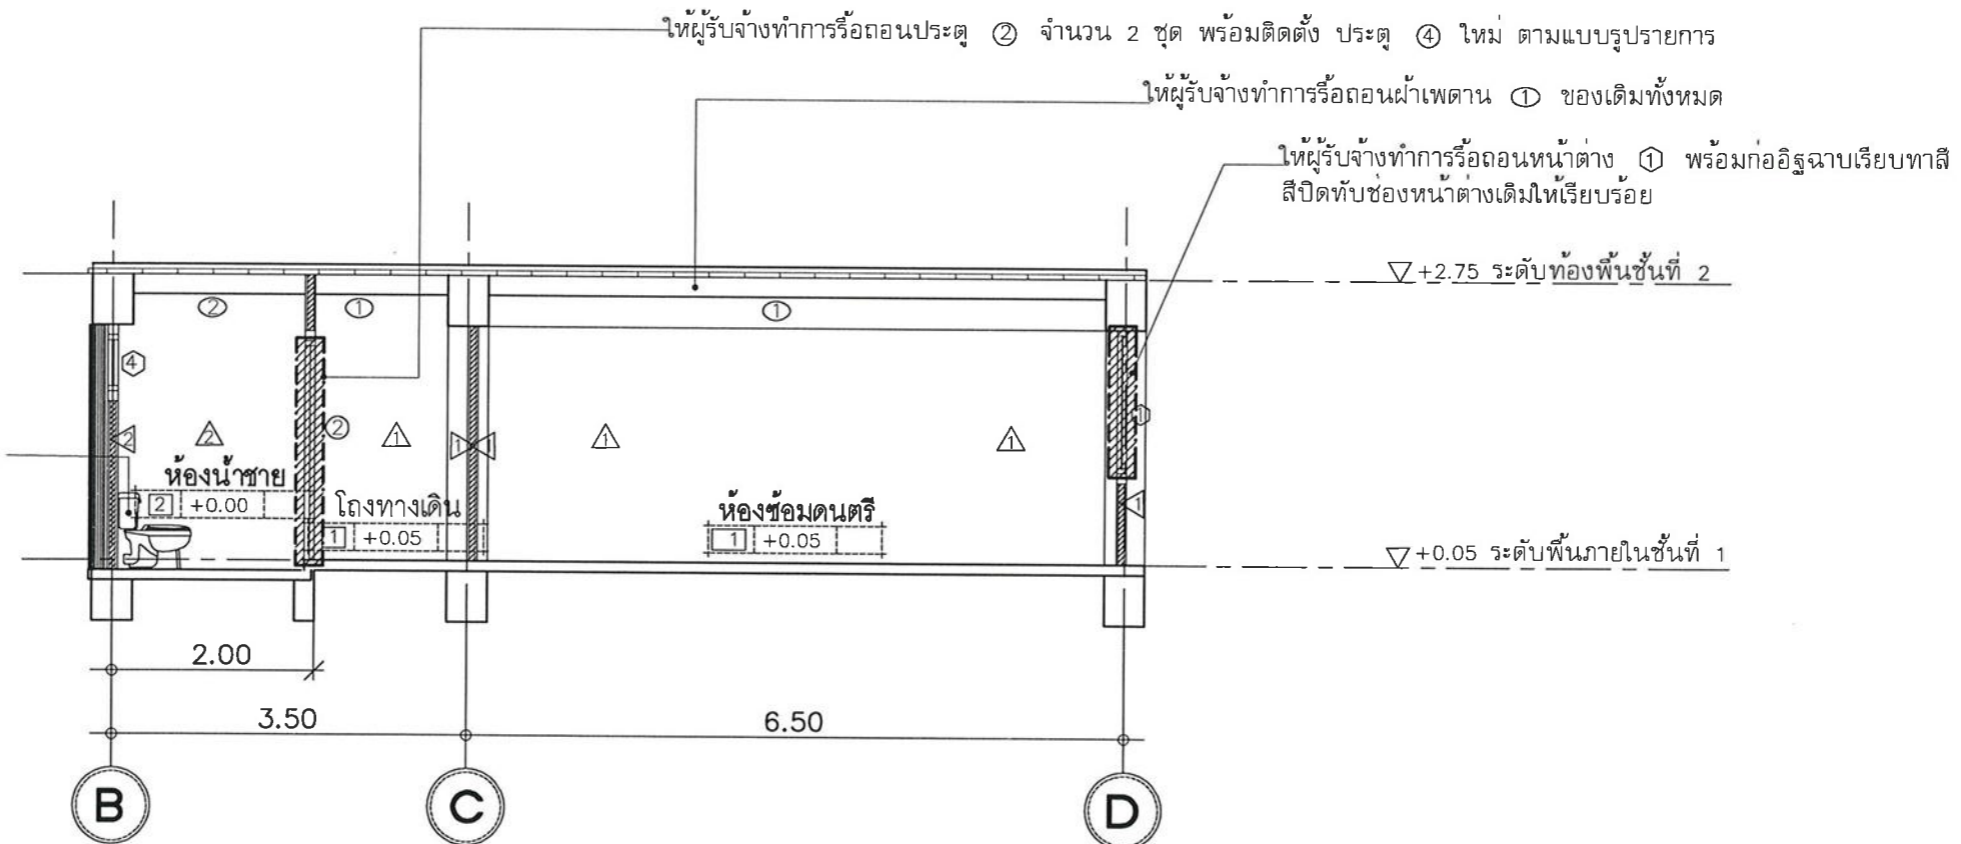 ให้ผู้รับจ้างทำการรื้อถอนประตู 2 จำนวน 2 ชุด พร้อมติดตั้ง ประตู 4 ใหม่ ตามแบบรูปรายการ
ให้ผู้รับจ้างทำการรื้อถอนฝ้าเพดาน 1 ของเดิมทั้งหมด
ให้ผู้รับจ้างทำการรื้อถอนหน้าต่าง 1 พร้อมก่ออิฐฉาบเรียบทาสี
สีปิดทับช่องหน้าต่างเดิมให้เรียบร้อย
+2.75 ระดับท้องพื้นชั้นที่ 2
2 1 1
4
2 1
2 2 1 1 1 1 1
ห้องน้ำชาย
2 +0.00
โถงทางเดิน
1 +0.05
ห้องซ้อมดนตรี
1 +0.05
1
+0.05 ระดับพื้นภายในชั้นที่ 1
2.00
3.50 6.50
B C D